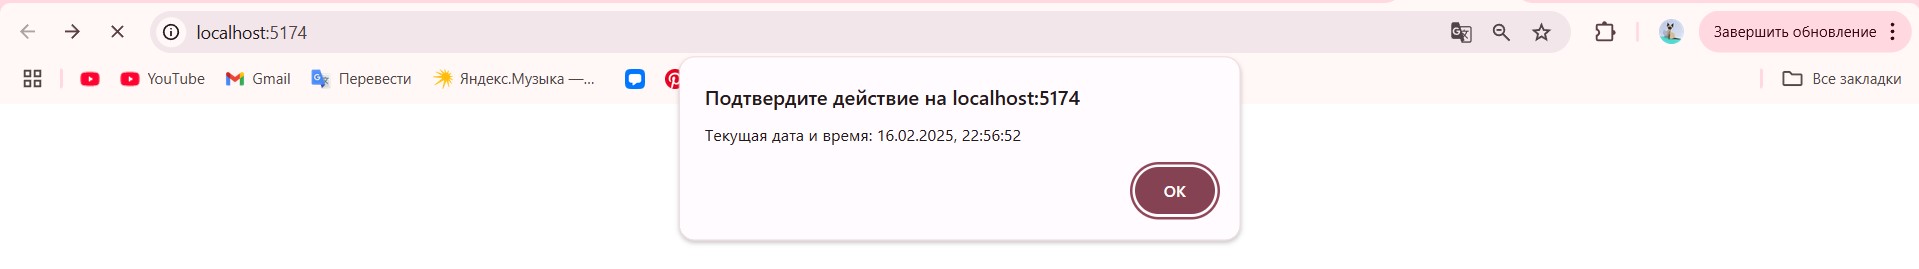 localhost:5174
Завершить обновление
YouTube
Gmail
Перевести
Яндекс.Музыка —...
Все закладки
Подтвердите действие на localhost:5174
Текущая дата и время: 16.02.2025, 22:56:52
ОК